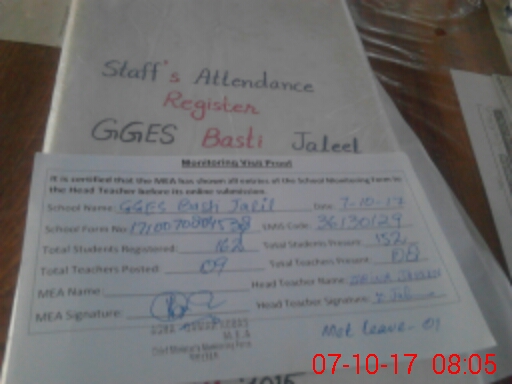 Staff's Attendance
Register
GGES Basti Jaleel
Monitoring Visit Proof
It is certified that the MEA has shown all entries of the School Monitoring Form to
the Head Teacher before its online submission.
School Name: GGES Basti Jalil Date: 7-10-17
School Form No: EMIS Code: 36130129
Total Students Registered: 162 Total Students Present: 152
Total Teachers Posted: 09 Total Teachers Present:
MEA Name: Head Teacher Name:
MEA Signature: Head Teacher Signature:
M.E.A
Chief Minister's Monitoring Force
Mat leave- 01
07-10-17 08:05